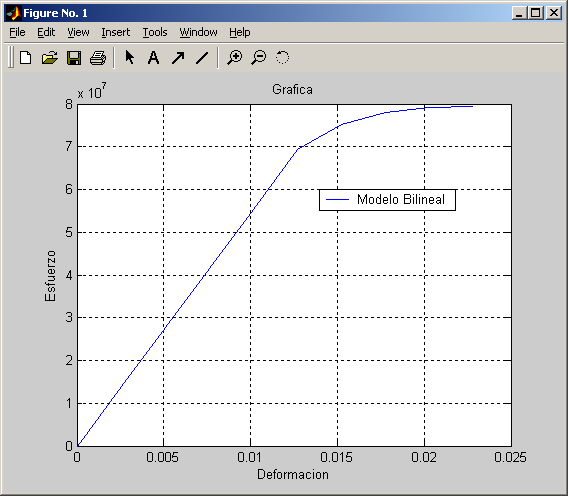 Figure No. 1
File Edit View Insert Tools Window Help
A
x 10^7
Grafica
8
7
6
5
4
3
2
1
0
Esfuerzo
Modelo Bilineal
0 0.005 0.01 0.015 0.02 0.025
Deformacion